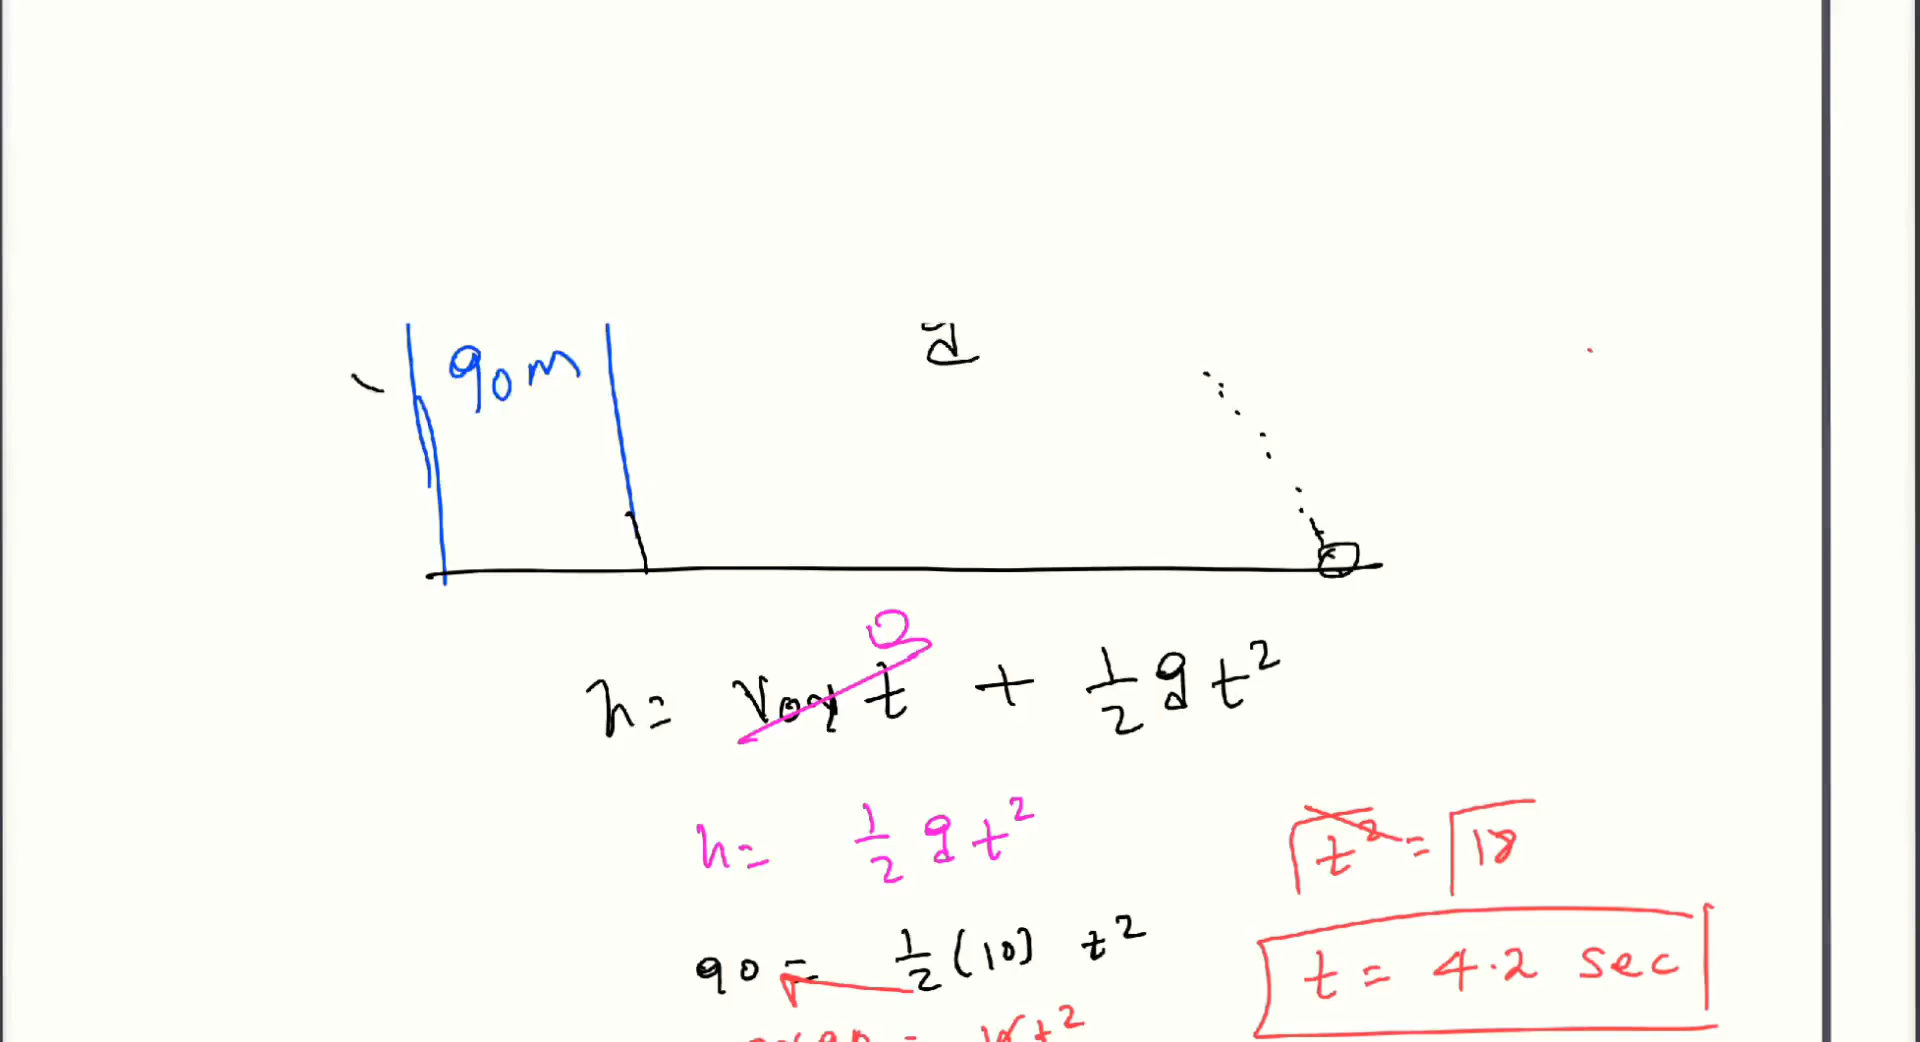 90m
h = Voy t + 1/2 g t²
0
h = 1/2 g t²
√t² = √18
90 = 1/2 (10) t²
t = 4.2 sec